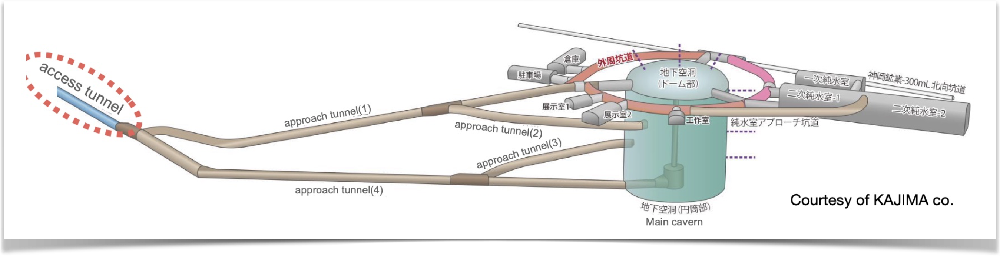 access tunnel
approach tunnel(1)
approach tunnel(2)
approach tunnel(3)
approach tunnel(4)
倉庫
駐車場
外周坑道
地下空洞
(ドーム部)
展示室1
展示室2
工作室
一次純水室
二次純水室-1
二次純水室-2
神岡鉱業-300mL 北向坑道
純水室アプローチ坑道
地下空洞(円筒部)
Main cavern
Courtesy of KAJIMA co.